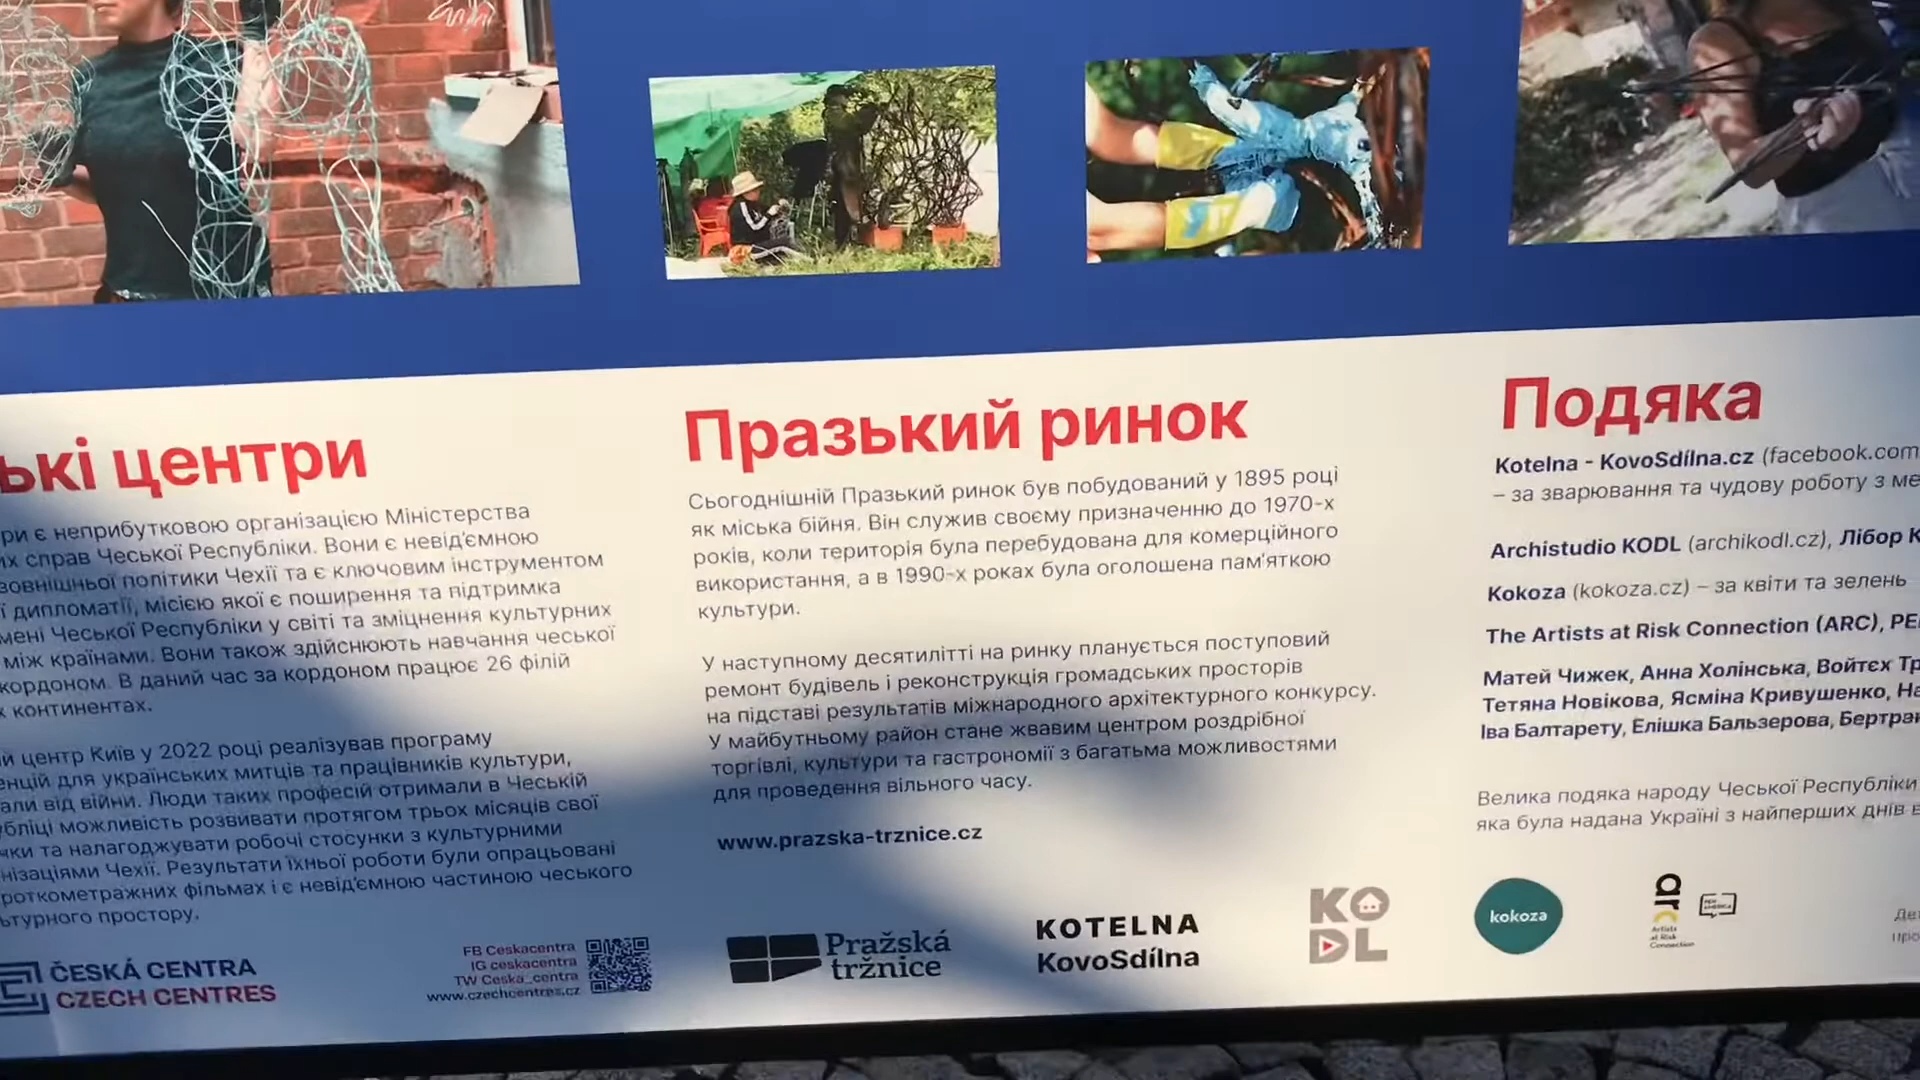 ькі центри
ри є неприбутковою організацією Міністерства
их справ Чеської Республіки. Вони є невід'ємною
зовнішньої політики Чехії та є ключовим інструментом
ї дипломатії, місією якої є поширення та підтримка
мені Чеської Республіки у світі та зміцнення культурних
між країнами. Вони також здійснюють навчання чеської
кордоном. В даний час за кордоном працює 26 філій
х континентах.
й центр Київ у 2022 році реалізував програму
енцій для українських митців та працівників культури,
али від війни. Люди таких професій отримали в Чеській
убліці можливість розвивати протягом трьох місяців свої
чки та налагоджувати робочі стосунки з культурними
нізаціями Чехії. Результати їхньої роботи були опрацьовані
роткометражних фільмах і є невід'ємною частиною чеського
ьтурного простору.
ČESKÁ CENTRA
CZECH CENTRES
FB Ceskacentra
IG ceskacentra
TW Ceska_centra
www.czechcentres.cz
Празький ринок
Сьогоднішній Празький ринок був побудований у 1895 році
як міська бійня. Він служив своєму призначенню до 1970-х
років, коли територія була перебудована для комерційного
використання, а в 1990-х роках була оголошена пам'яткою
культури.
У наступному десятилітті на ринку планується поступовий
ремонт будівель і реконструкція громадських просторів
на підставі результатів міжнародного архітектурного конкурсу.
У майбутньому район стане жвавим центром роздрібної
торгівлі, культури та гастрономії з багатьма можливостями
для проведення вільного часу.
www.prazska-trznice.cz
Pražská
tržnice
KOTELNA
KovoSdílna
KO
DL
Подяка
Kotelna - KovoSdílna.cz (facebook.com
– за зварювання та чудову роботу з ме
Archistudio KODL (archikodl.cz), Лібор К
Kokoza (kokoza.cz) – за квіти та зелень
The Artists at Risk Connection (ARC), PE
Матей Чижек, Анна Холінська, Войтєх Тр
Тетяна Новікова, Ясміна Кривушенко, На
Іва Балтарету, Елішка Бальзерова, Бертра
Велика подяка народу Чеської Республіки
яка була надана Україні з найперших днів в
kokoza
arc
Artists
at Risk
Connection
PEN
AMERICA